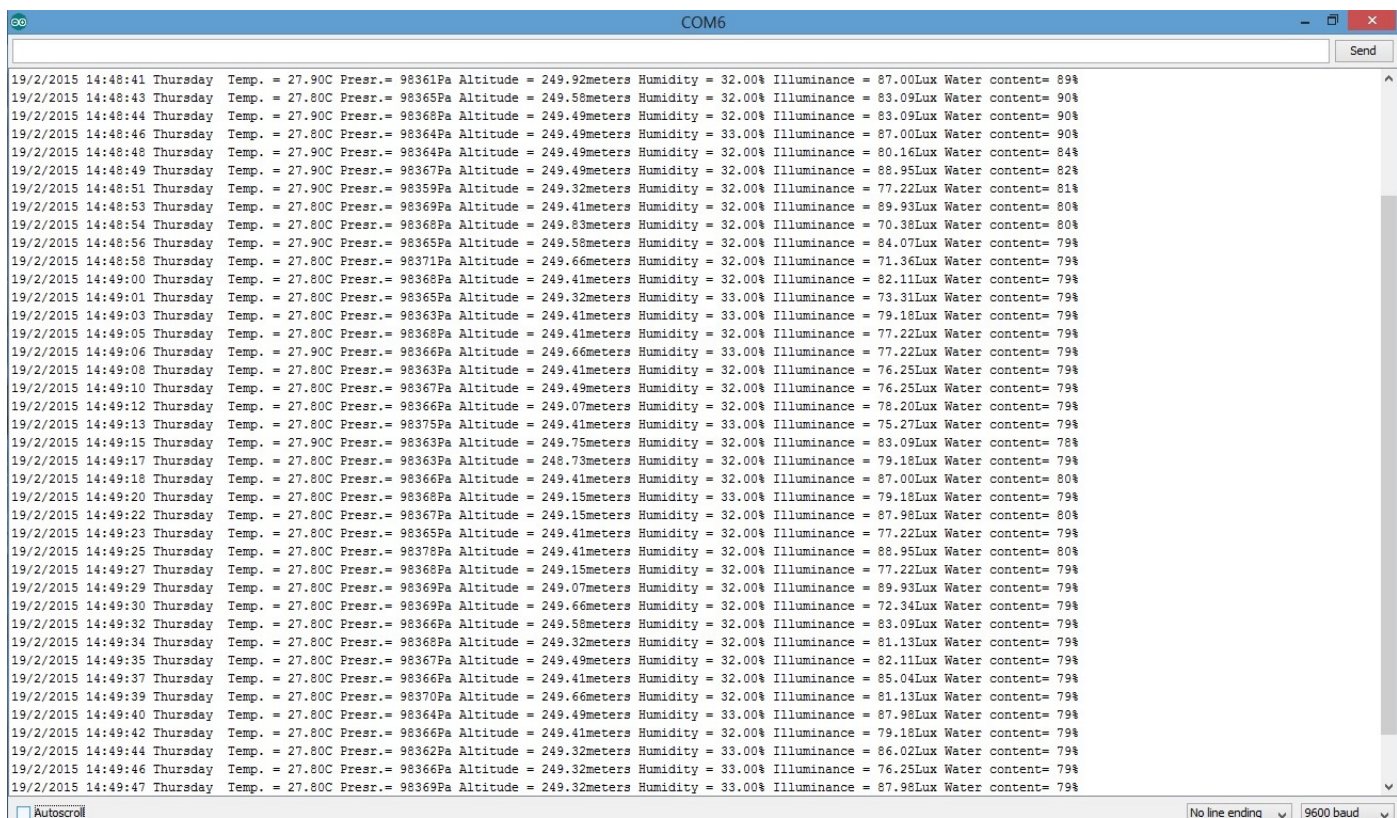 COM6
Send
19/2/2015 14:48:41 Thursday  Temp. = 27.90C Presr.= 98361Pa Altitude = 249.92meters Humidity = 32.00% Illuminance = 87.00Lux Water content= 89%
19/2/2015 14:48:43 Thursday  Temp. = 27.80C Presr.= 98365Pa Altitude = 249.58meters Humidity = 32.00% Illuminance = 83.09Lux Water content= 90%
19/2/2015 14:48:44 Thursday  Temp. = 27.90C Presr.= 98368Pa Altitude = 249.49meters Humidity = 32.00% Illuminance = 83.09Lux Water content= 90%
19/2/2015 14:48:46 Thursday  Temp. = 27.80C Presr.= 98364Pa Altitude = 249.49meters Humidity = 33.00% Illuminance = 87.00Lux Water content= 90%
19/2/2015 14:48:48 Thursday  Temp. = 27.90C Presr.= 98364Pa Altitude = 249.49meters Humidity = 32.00% Illuminance = 80.16Lux Water content= 84%
19/2/2015 14:48:49 Thursday  Temp. = 27.90C Presr.= 98367Pa Altitude = 249.49meters Humidity = 32.00% Illuminance = 88.95Lux Water content= 82%
19/2/2015 14:48:51 Thursday  Temp. = 27.90C Presr.= 98359Pa Altitude = 249.32meters Humidity = 32.00% Illuminance = 77.22Lux Water content= 81%
19/2/2015 14:48:53 Thursday  Temp. = 27.80C Presr.= 98369Pa Altitude = 249.41meters Humidity = 32.00% Illuminance = 89.93Lux Water content= 80%
19/2/2015 14:48:54 Thursday  Temp. = 27.80C Presr.= 98368Pa Altitude = 249.83meters Humidity = 32.00% Illuminance = 70.38Lux Water content= 80%
19/2/2015 14:48:56 Thursday  Temp. = 27.90C Presr.= 98365Pa Altitude = 249.58meters Humidity = 32.00% Illuminance = 84.07Lux Water content= 79%
19/2/2015 14:48:58 Thursday  Temp. = 27.80C Presr.= 98371Pa Altitude = 249.66meters Humidity = 32.00% Illuminance = 71.36Lux Water content= 79%
19/2/2015 14:49:00 Thursday  Temp. = 27.80C Presr.= 98368Pa Altitude = 249.41meters Humidity = 32.00% Illuminance = 82.11Lux Water content= 79%
19/2/2015 14:49:01 Thursday  Temp. = 27.80C Presr.= 98365Pa Altitude = 249.32meters Humidity = 33.00% Illuminance = 73.31Lux Water content= 79%
19/2/2015 14:49:03 Thursday  Temp. = 27.80C Presr.= 98363Pa Altitude = 249.41meters Humidity = 33.00% Illuminance = 79.18Lux Water content= 79%
19/2/2015 14:49:05 Thursday  Temp. = 27.80C Presr.= 98368Pa Altitude = 249.41meters Humidity = 32.00% Illuminance = 77.22Lux Water content= 79%
19/2/2015 14:49:06 Thursday  Temp. = 27.90C Presr.= 98366Pa Altitude = 249.66meters Humidity = 33.00% Illuminance = 77.22Lux Water content= 79%
19/2/2015 14:49:08 Thursday  Temp. = 27.80C Presr.= 98363Pa Altitude = 249.41meters Humidity = 32.00% Illuminance = 76.25Lux Water content= 79%
19/2/2015 14:49:10 Thursday  Temp. = 27.80C Presr.= 98367Pa Altitude = 249.49meters Humidity = 32.00% Illuminance = 76.25Lux Water content= 79%
19/2/2015 14:49:12 Thursday  Temp. = 27.80C Presr.= 98366Pa Altitude = 249.07meters Humidity = 32.00% Illuminance = 78.20Lux Water content= 79%
19/2/2015 14:49:13 Thursday  Temp. = 27.80C Presr.= 98375Pa Altitude = 249.41meters Humidity = 33.00% Illuminance = 75.27Lux Water content= 79%
19/2/2015 14:49:15 Thursday  Temp. = 27.90C Presr.= 98363Pa Altitude = 249.75meters Humidity = 32.00% Illuminance = 83.09Lux Water content= 78%
19/2/2015 14:49:17 Thursday  Temp. = 27.80C Presr.= 98363Pa Altitude = 248.73meters Humidity = 32.00% Illuminance = 79.18Lux Water content= 79%
19/2/2015 14:49:18 Thursday  Temp. = 27.80C Presr.= 98366Pa Altitude = 249.41meters Humidity = 32.00% Illuminance = 87.00Lux Water content= 80%
19/2/2015 14:49:20 Thursday  Temp. = 27.80C Presr.= 98368Pa Altitude = 249.15meters Humidity = 33.00% Illuminance = 79.18Lux Water content= 79%
19/2/2015 14:49:22 Thursday  Temp. = 27.80C Presr.= 98367Pa Altitude = 249.15meters Humidity = 32.00% Illuminance = 87.98Lux Water content= 80%
19/2/2015 14:49:23 Thursday  Temp. = 27.80C Presr.= 98365Pa Altitude = 249.41meters Humidity = 32.00% Illuminance = 77.22Lux Water content= 79%
19/2/2015 14:49:25 Thursday  Temp. = 27.80C Presr.= 98378Pa Altitude = 249.41meters Humidity = 32.00% Illuminance = 88.95Lux Water content= 80%
19/2/2015 14:49:27 Thursday  Temp. = 27.80C Presr.= 98368Pa Altitude = 249.15meters Humidity = 32.00% Illuminance = 77.22Lux Water content= 79%
19/2/2015 14:49:29 Thursday  Temp. = 27.80C Presr.= 98369Pa Altitude = 249.07meters Humidity = 32.00% Illuminance = 89.93Lux Water content= 79%
19/2/2015 14:49:30 Thursday  Temp. = 27.80C Presr.= 98369Pa Altitude = 249.66meters Humidity = 32.00% Illuminance = 72.34Lux Water content= 79%
19/2/2015 14:49:32 Thursday  Temp. = 27.80C Presr.= 98366Pa Altitude = 249.58meters Humidity = 32.00% Illuminance = 83.09Lux Water content= 79%
19/2/2015 14:49:34 Thursday  Temp. = 27.80C Presr.= 98368Pa Altitude = 249.32meters Humidity = 32.00% Illuminance = 81.13Lux Water content= 79%
19/2/2015 14:49:35 Thursday  Temp. = 27.80C Presr.= 98367Pa Altitude = 249.49meters Humidity = 32.00% Illuminance = 82.11Lux Water content= 79%
19/2/2015 14:49:37 Thursday  Temp. = 27.80C Presr.= 98366Pa Altitude = 249.41meters Humidity = 32.00% Illuminance = 85.04Lux Water content= 79%
19/2/2015 14:49:39 Thursday  Temp. = 27.80C Presr.= 98370Pa Altitude = 249.66meters Humidity = 32.00% Illuminance = 81.13Lux Water content= 79%
19/2/2015 14:49:40 Thursday  Temp. = 27.80C Presr.= 98364Pa Altitude = 249.49meters Humidity = 33.00% Illuminance = 87.98Lux Water content= 79%
19/2/2015 14:49:42 Thursday  Temp. = 27.80C Presr.= 98366Pa Altitude = 249.41meters Humidity = 32.00% Illuminance = 79.18Lux Water content= 79%
19/2/2015 14:49:44 Thursday  Temp. = 27.80C Presr.= 98362Pa Altitude = 249.32meters Humidity = 33.00% Illuminance = 86.02Lux Water content= 79%
19/2/2015 14:49:46 Thursday  Temp. = 27.80C Presr.= 98366Pa Altitude = 249.32meters Humidity = 33.00% Illuminance = 76.25Lux Water content= 79%
19/2/2015 14:49:47 Thursday  Temp. = 27.80C Presr.= 98369Pa Altitude = 249.32meters Humidity = 33.00% Illuminance = 87.98Lux Water content= 79%
Autoscroll
No line ending
9600 baud